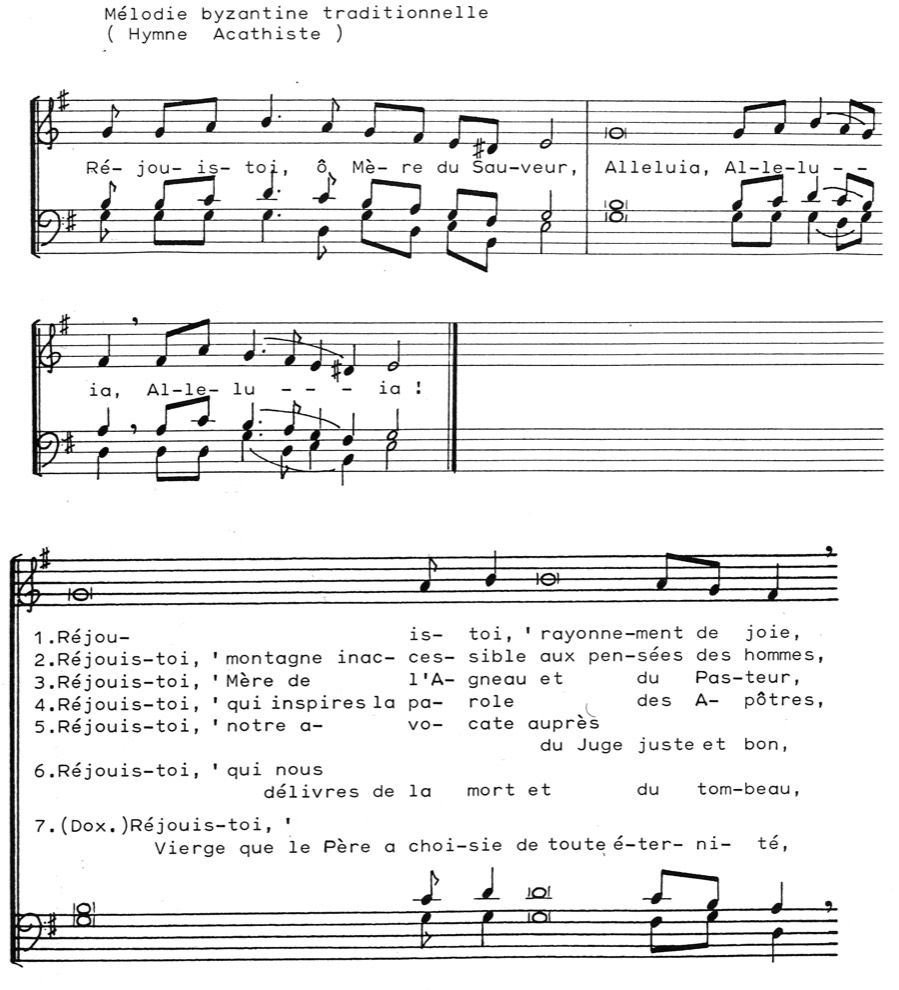 Mélodie byzantine traditionnelle
( Hymne Acathiste )
Ré- jou- is- toi, ô Mè- re du Sau-veur, Alleluia, Al-le-lu - -
ia, Al-le- lu - - - ia !
1.Réjou- is- toi, ' rayonne-ment de joie,
2.Réjouis-toi, ' montagne inac- ces- sible aux pen-sées des hommes,
3.Réjouis-toi, ' Mère de l'A- gneau et du Pas-teur,
4.Réjouis-toi, ' qui inspires la pa- role des A- pôtres,
5.Réjouis-toi, ' notre a- vo- cate auprès
du Juge juste et bon,
6.Réjouis-toi, ' qui nous
délivres de la mort et du tom-beau,
7.(Dox.)Réjouis-toi, '
Vierge que le Père a choi-sie de toute é-ter- ni- té,